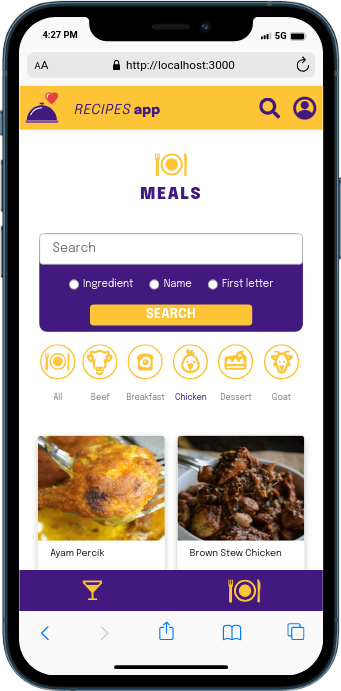 4:27 PM 5G
AA http://localhost:3000
RECIPES app
MEALS
Search
Ingredient Name First letter
SEARCH
All Beef Breakfast Chicken Dessert Goat
Ayam Percik Brown Stew Chicken